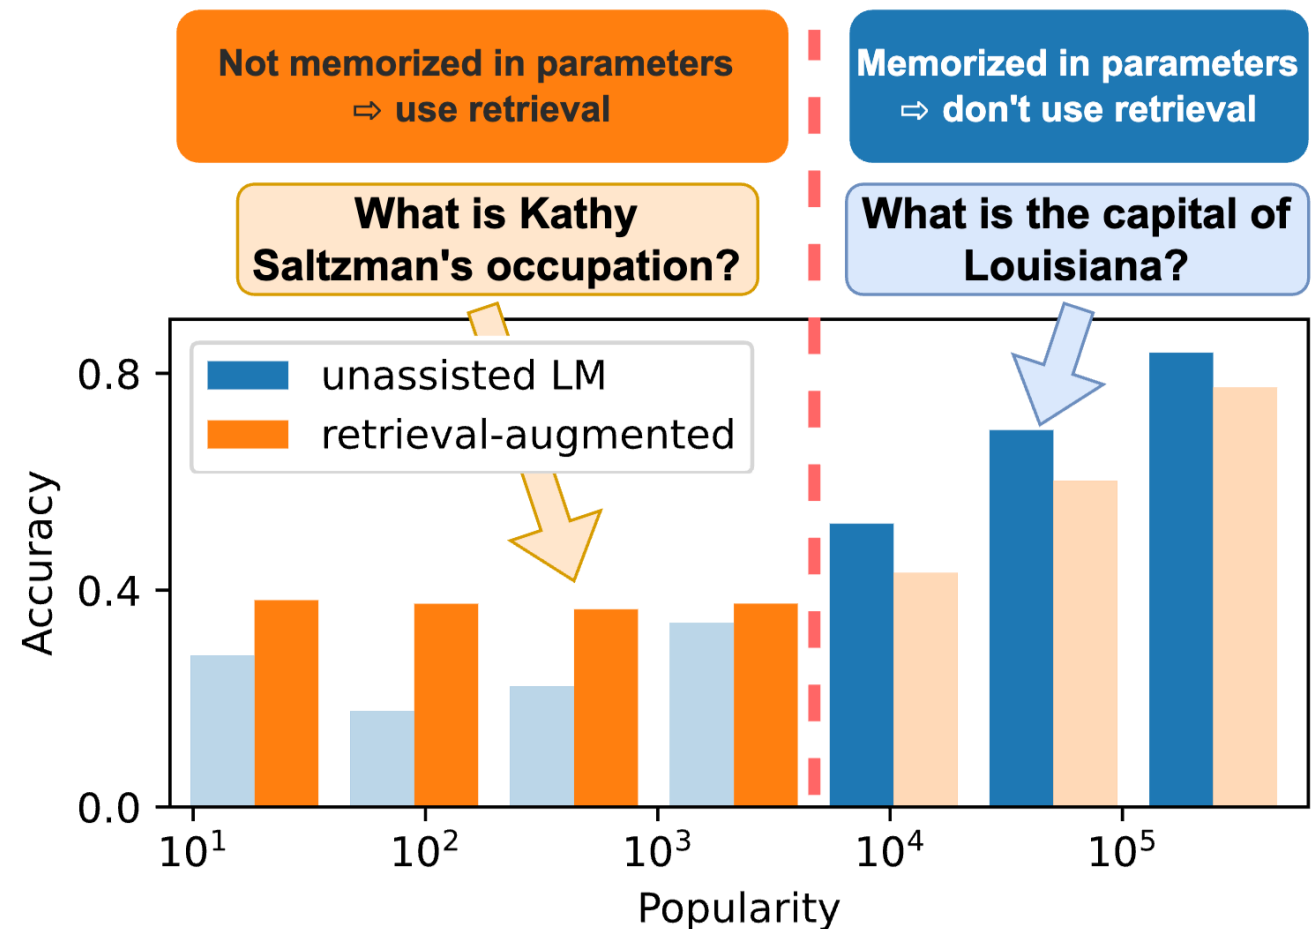 Not memorized in parameters
⇨ use retrieval
Memorized in parameters
⇨ don't use retrieval
What is Kathy
Saltzman's occupation?
What is the capital of
Louisiana?
unassisted LM
retrieval-augmented
Accuracy
0.8
0.4
0.0
10¹
10²
10³
10⁴
10⁵
Popularity